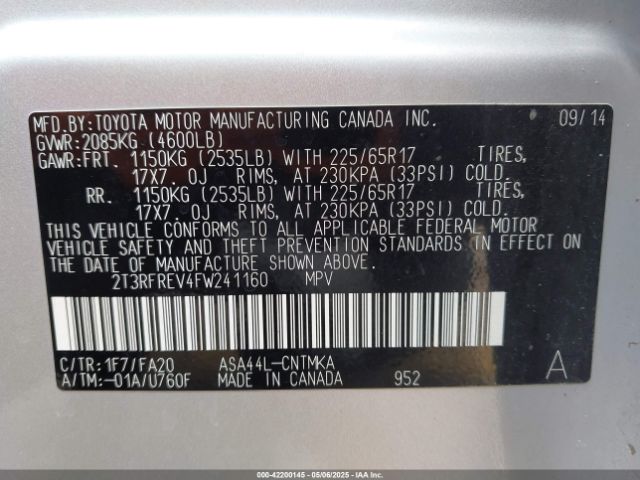 MFD.BY:TOYOTA MOTOR MANUFACTURING CANADA INC. 09/14
GVWR:2085KG (4600LB)
GAWR:FRT. 1150KG (2535LB) WITH 225/65R17 TIRES,
17X7.0J RIMS, AT 230KPA (33PSI) COLD.
RR. 1150KG (2535LB) WITH 225/65R17 TIRES,
17X7.0J RIMS, AT 230KPA (33PSI) COLD.
THIS VEHICLE CONFORMS TO ALL APPLICABLE FEDERAL MOTOR
VEHICLE SAFETY AND THEFT PREVENTION STANDARDS IN EFFECT ON
THE DATE OF MANUFACTURE SHOWN ABOVE.
2T3RFREV4FW241160 MPV
C/TR:1F7/FA20 ASA44L-CNTMKA A
A/TM:-01A/U760F MADE IN CANADA 952
000-42200145 - 05/06/2025 - IAA Inc.